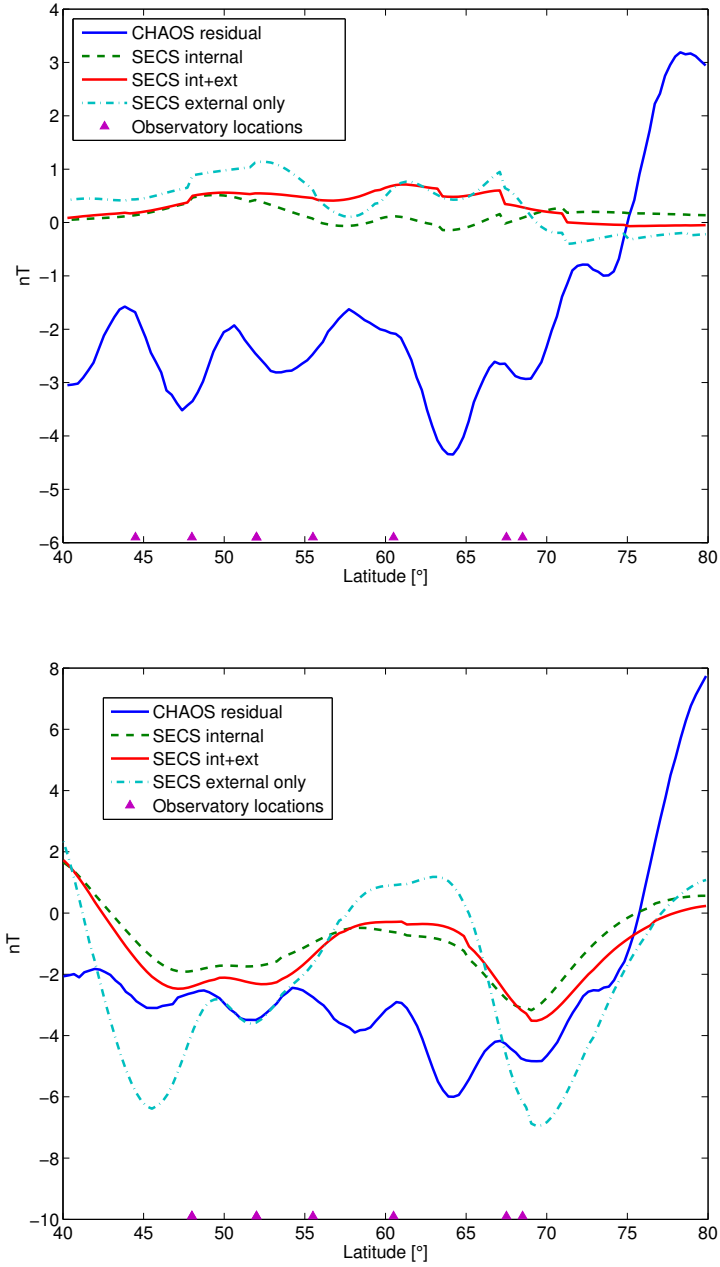 4
3
2
1
0
−1
−2
−3
−4
−5
−6
nT
CHAOS residual
SECS internal
SECS int+ext
SECS external only
Observatory locations
40 45 50 55 60 65 70 75 80
Latitude [°]
8
6
4
2
0
−2
−4
−6
−8
−10
nT
CHAOS residual
SECS internal
SECS int+ext
SECS external only
Observatory locations
40 45 50 55 60 65 70 75 80
Latitude [°]